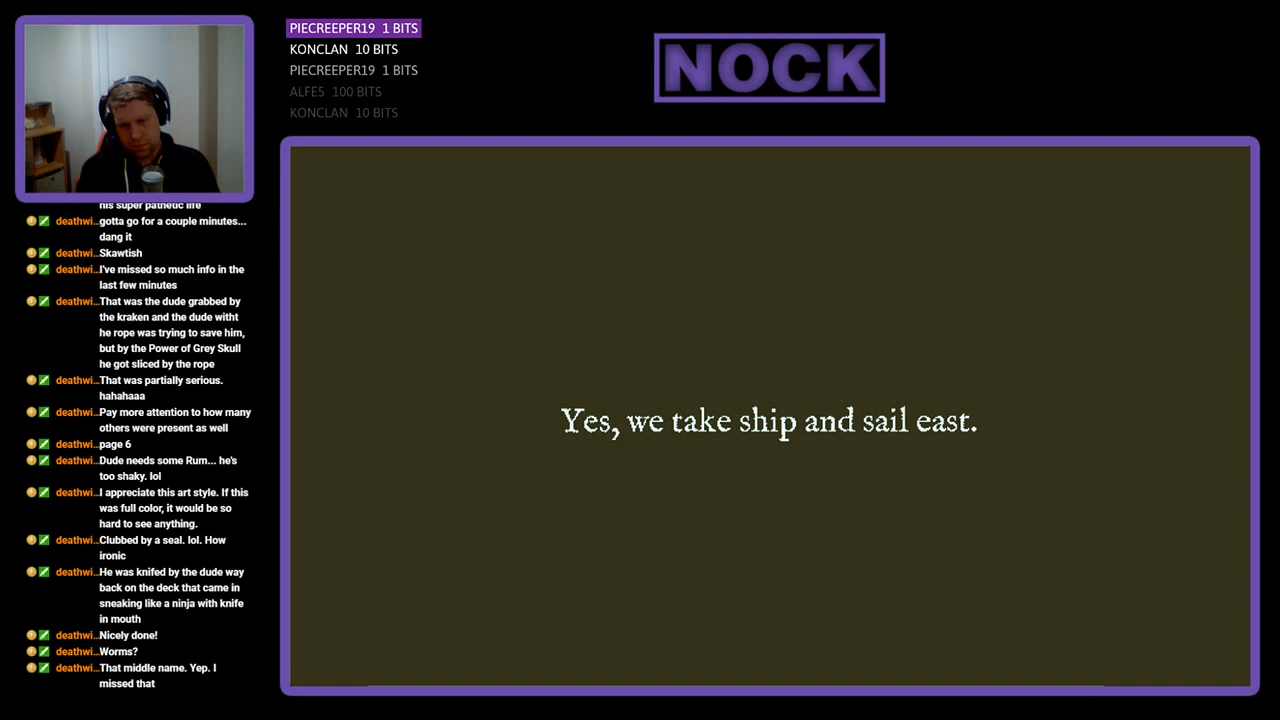 PIECREEPER19 1 BITS
KONCLAN 10 BITS
PIECREEPER19 1 BITS
ALFE5 100 BITS
KONCLAN 10 BITS
NOCK
his super pathetic life
deathwi...gotta go for a couple minutes...
dang it
deathwi...Skawtish
deathwi...I've missed so much info in the
last few minutes
deathwi...That was the dude grabbed by
the kraken and the dude witht
he rope was trying to save him,
but by the Power of Grey Skull
he got sliced by the rope
deathwi...That was partially serious.
hahahaaa
deathwi...Pay more attention to how many
others were present as well
deathwi...page 6
deathwi...Dude needs some Rum... he's
too shaky. lol
deathwi...I appreciate this art style. If this
was full color, it would be so
hard to see anything.
deathwi...Clubbed by a seal. lol. How
ironic
deathwi...He was knifed by the dude way
back on the deck that came in
sneaking like a ninja with knife
in mouth
deathwi...Nicely done!
deathwi...Worms?
deathwi...That middle name. Yep. I
missed that
Yes, we take ship and sail east.